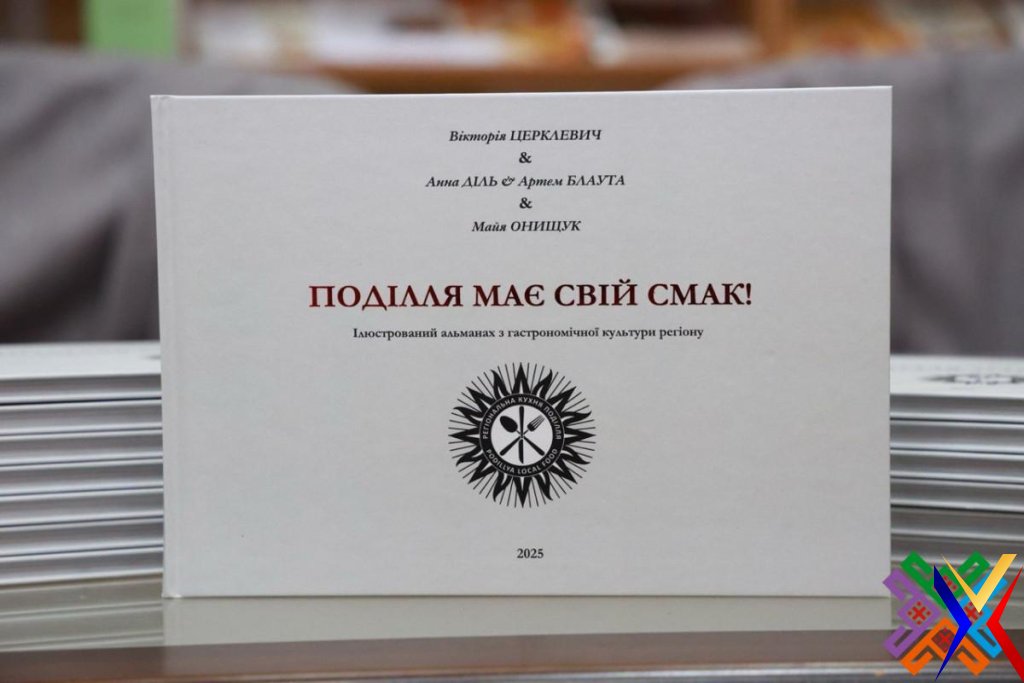 Вікторія ЦЕРКЛЕВИЧ
&
Анна ДІЛЬ & Артем БЛАУТА
&
Майя ОНИЩУК
ПОДІЛЛЯ МАЄ СВІЙ СМАК!
Ілюстрований альманах з гастрономічної культури регіону
РЕГІОНАЛЬНА КУХНЯ ПОДІЛЛЯ
PODILLYA LOCAL FOOD
2025